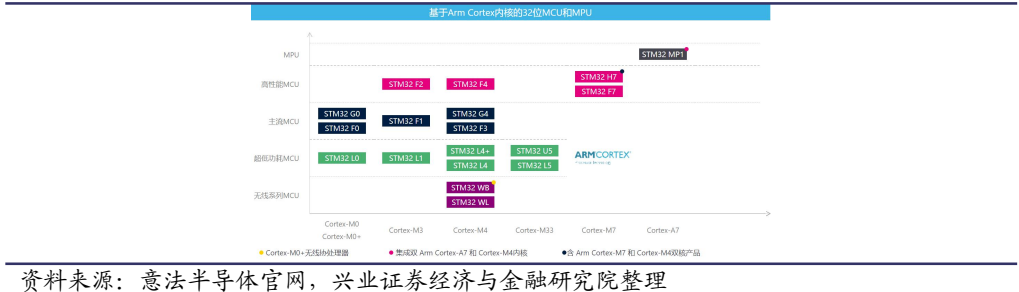 基于Arm Cortex内核的32位MCU和MPU
MPU
STM32 MP1
高性能MCU
STM32 F2
STM32 F4
STM32 H7
STM32 F7
主流MCU
STM32 G0
STM32 F0
STM32 F1
STM32 G4
STM32 F3
超低功耗MCU
STM32 L0
STM32 L1
STM32 L4+
STM32 L4
STM32 U5
STM32 L5
ARMCORTEX
无线系列MCU
STM32 WB
STM32 WL
Cortex-M0
Cortex-M0+
Cortex-M3
Cortex-M4
Cortex-M33
Cortex-M7
Cortex-A7
Cortex-M0+无线协处理器
集成双 Arm Cortex-A7 和 Cortex-M4内核
含 Arm Cortex-M7 和 Cortex-M4双核产品
资料来源：意法半导体官网，兴业证券经济与金融研究院整理